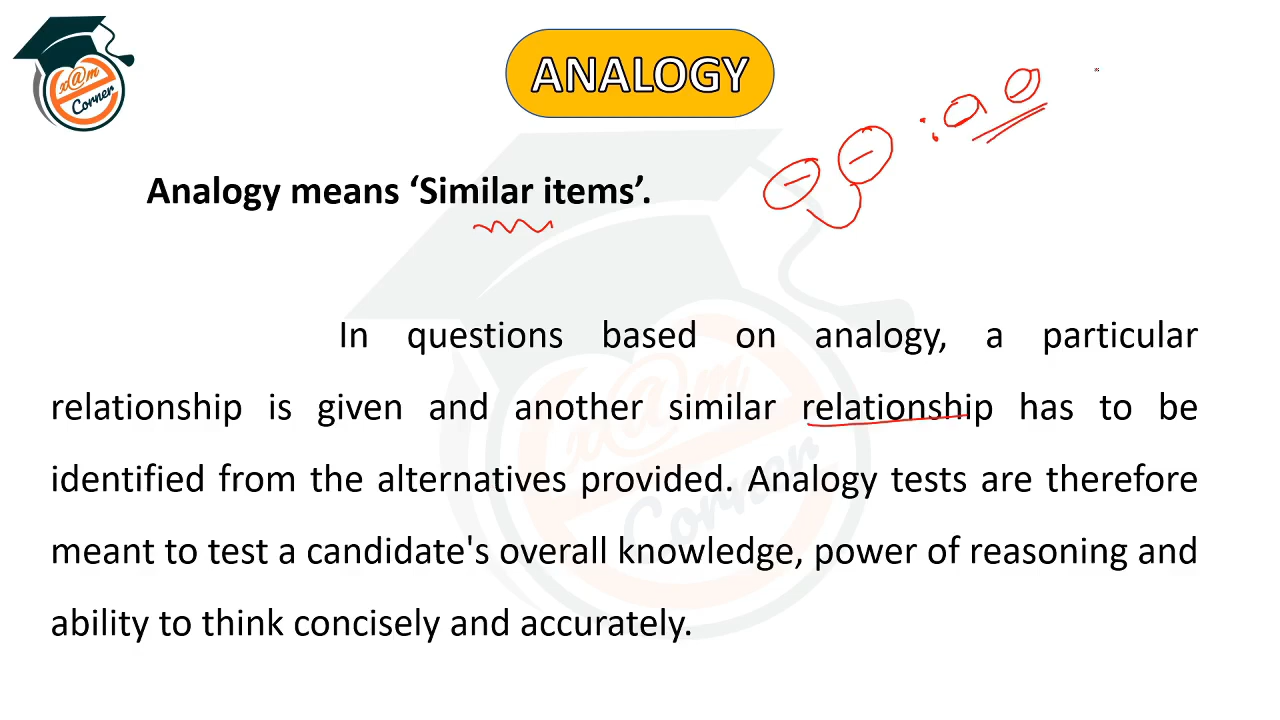 x@m
Corner
ANALOGY
Analogy means ‘Similar items’.
In questions based on analogy, a particular
relationship is given and another similar relationship has to be
identified from the alternatives provided. Analogy tests are therefore
meant to test a candidate's overall knowledge, power of reasoning and
ability to think concisely and accurately.
x@m
Corner